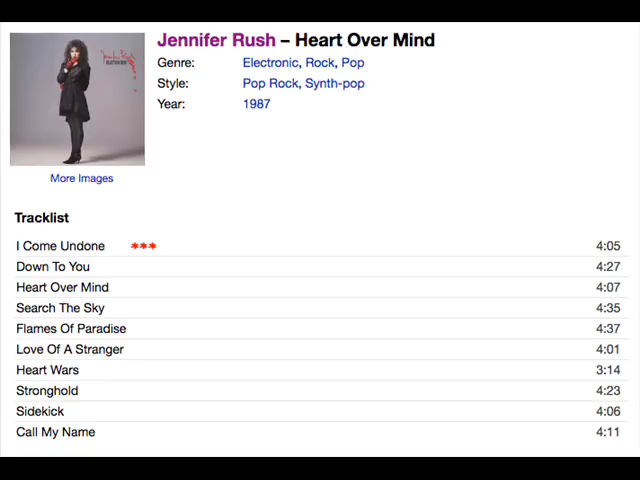 Jennifer Rush – Heart Over Mind
Genre: Electronic, Rock, Pop
Style: Pop Rock, Synth-pop
Year: 1987
More Images
Tracklist
I Come Undone *** 4:05
Down To You 4:27
Heart Over Mind 4:07
Search The Sky 4:35
Flames Of Paradise 4:37
Love Of A Stranger 4:01
Heart Wars 3:14
Stronghold 4:23
Sidekick 4:06
Call My Name 4:11